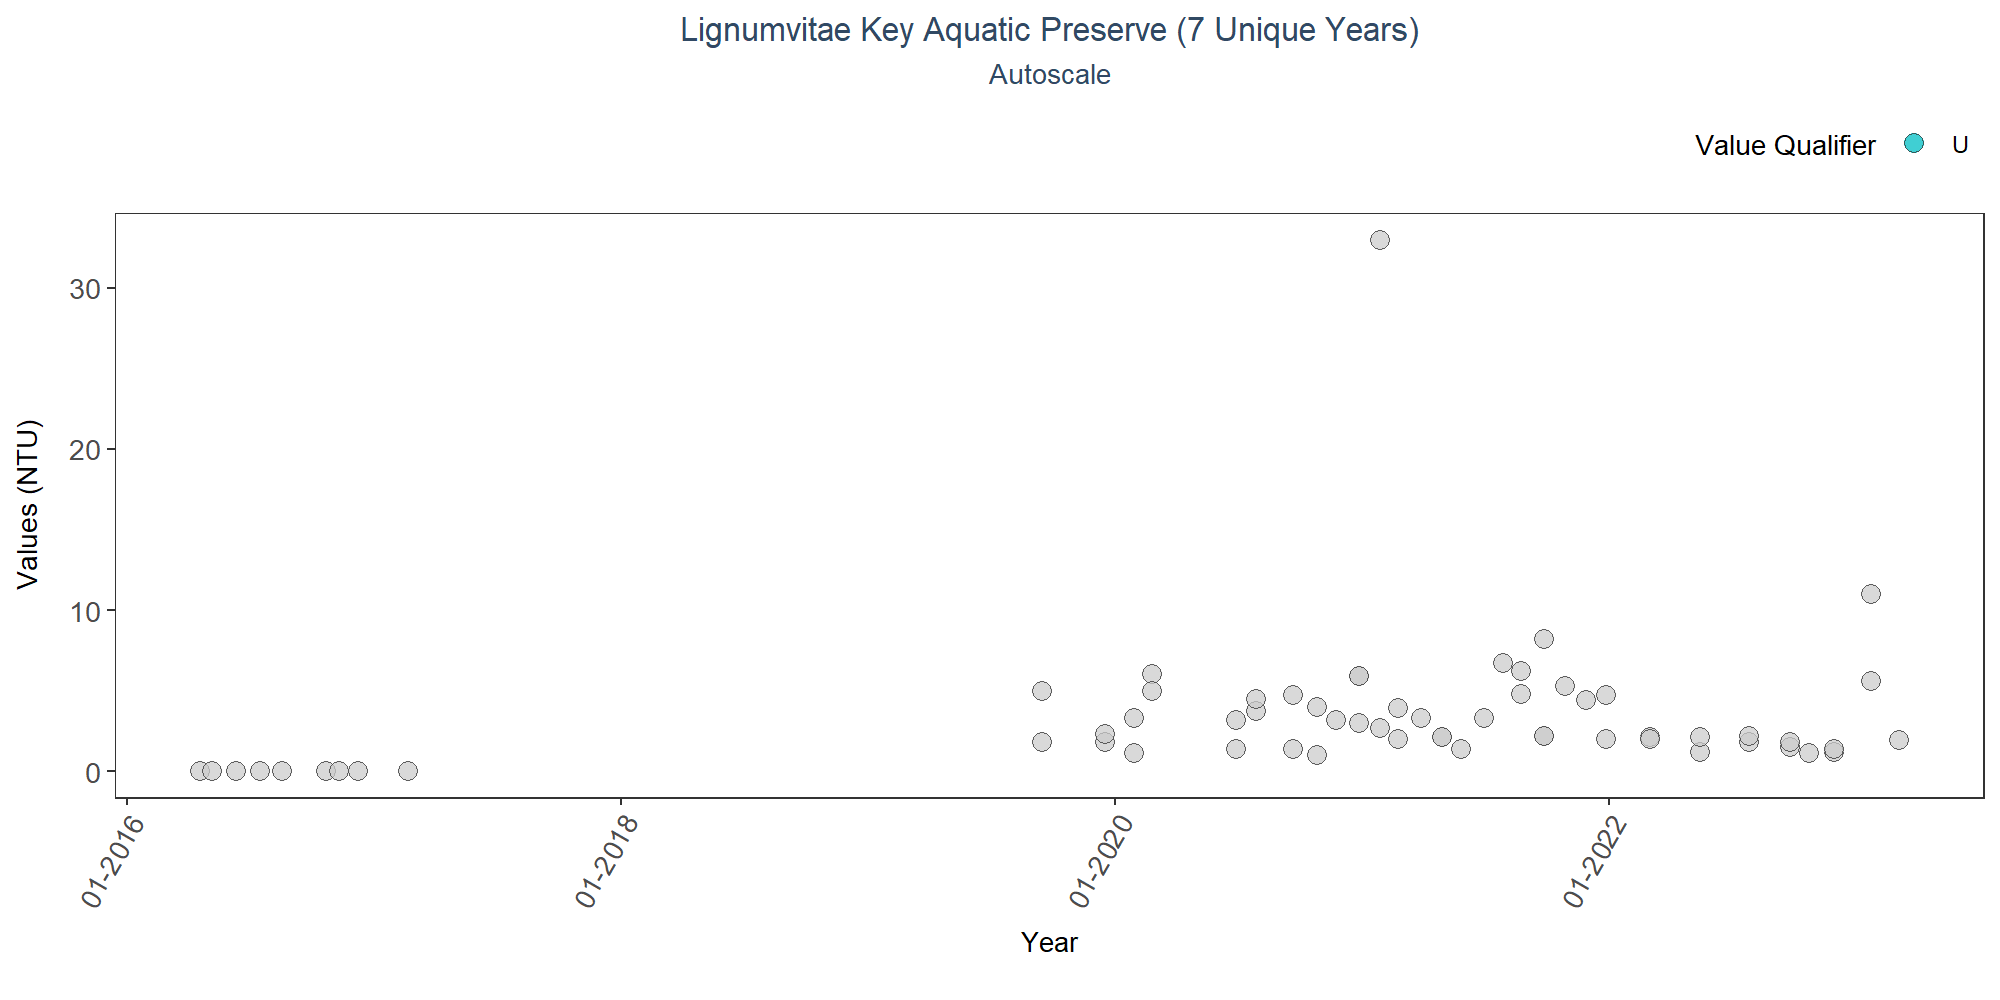 Lignumvitae Key Aquatic Preserve (7 Unique Years)
Autoscale
Value Qualifier U
Values (NTU)
30
20
10
0
01-2016 01-2018 01-2020 01-2022
Year